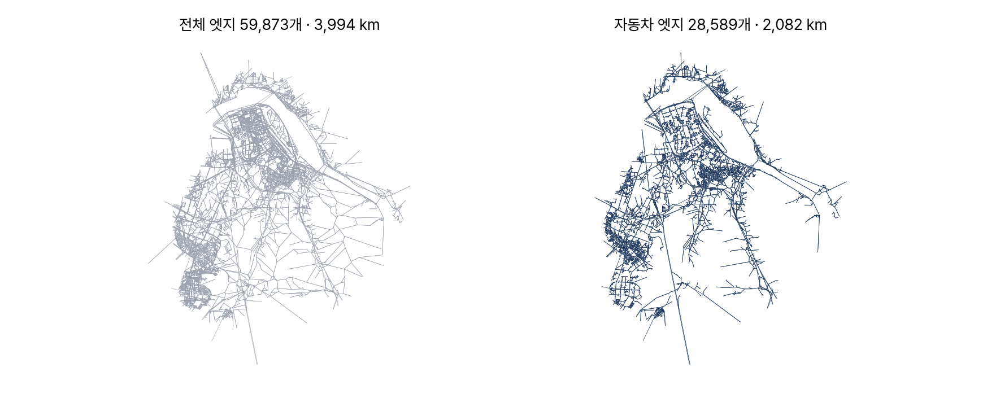 전체 엣지 59,873개 · 3,994 km
자동차 엣지 28,589개 · 2,082 km